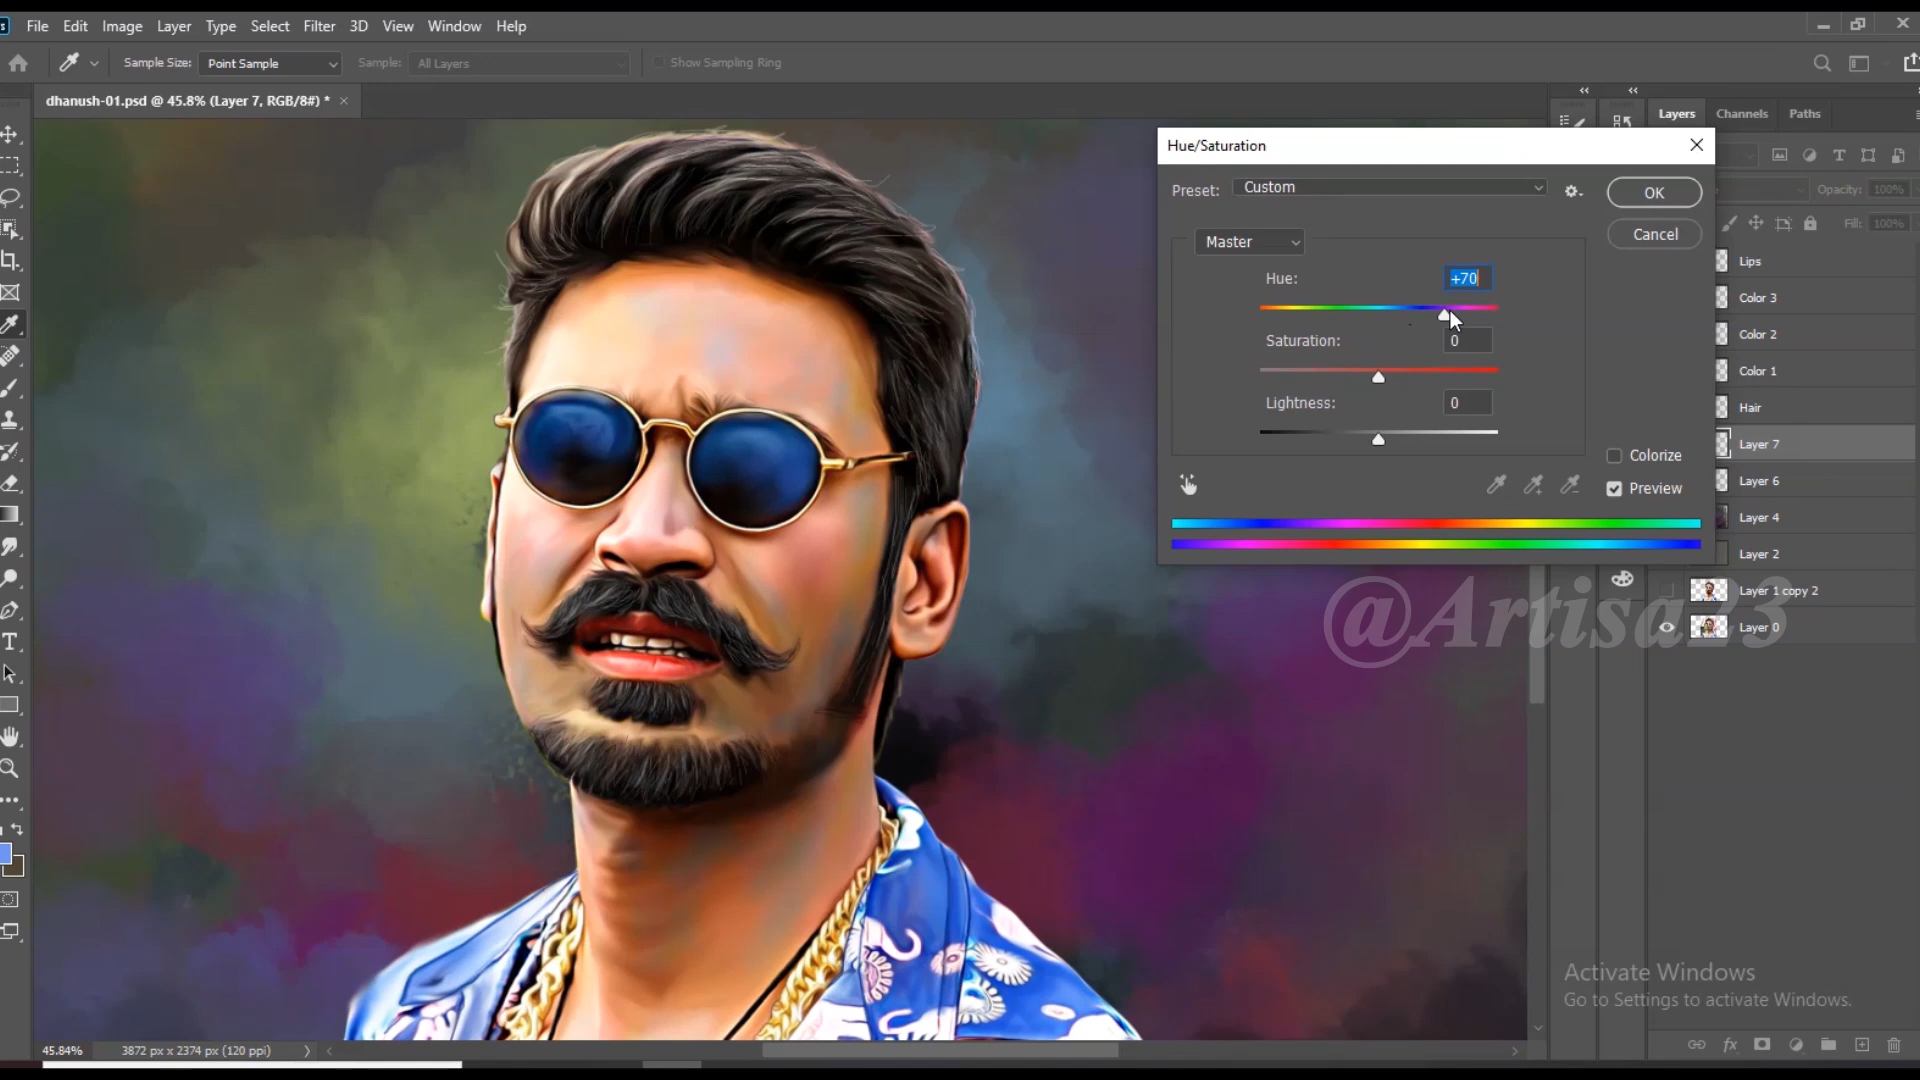 File Edit Image Layer Type Select Filter 3D View Window Help
Sample Size: Point Sample Sample: All Layers Show Sampling Ring
dhanush-01.psd @ 45.8% (Layer 7, RGB/8#) * ×
Layers Channels Paths
Hue/Saturation
Preset: Custom OK
Cancel
Master
Hue: +70
Saturation: 0
Lightness: 0
Colorize
Preview
Opacity: 100%
Fill: 100%
Lips
Color 3
Color 2
Color 1
Hair
Layer 7
Layer 6
Layer 4
Layer 2
Layer 1 copy 2
Layer 0
@Artisa23
Activate Windows
Go to Settings to activate Windows.
45.84% 3872 px x 2374 px (120 ppi)